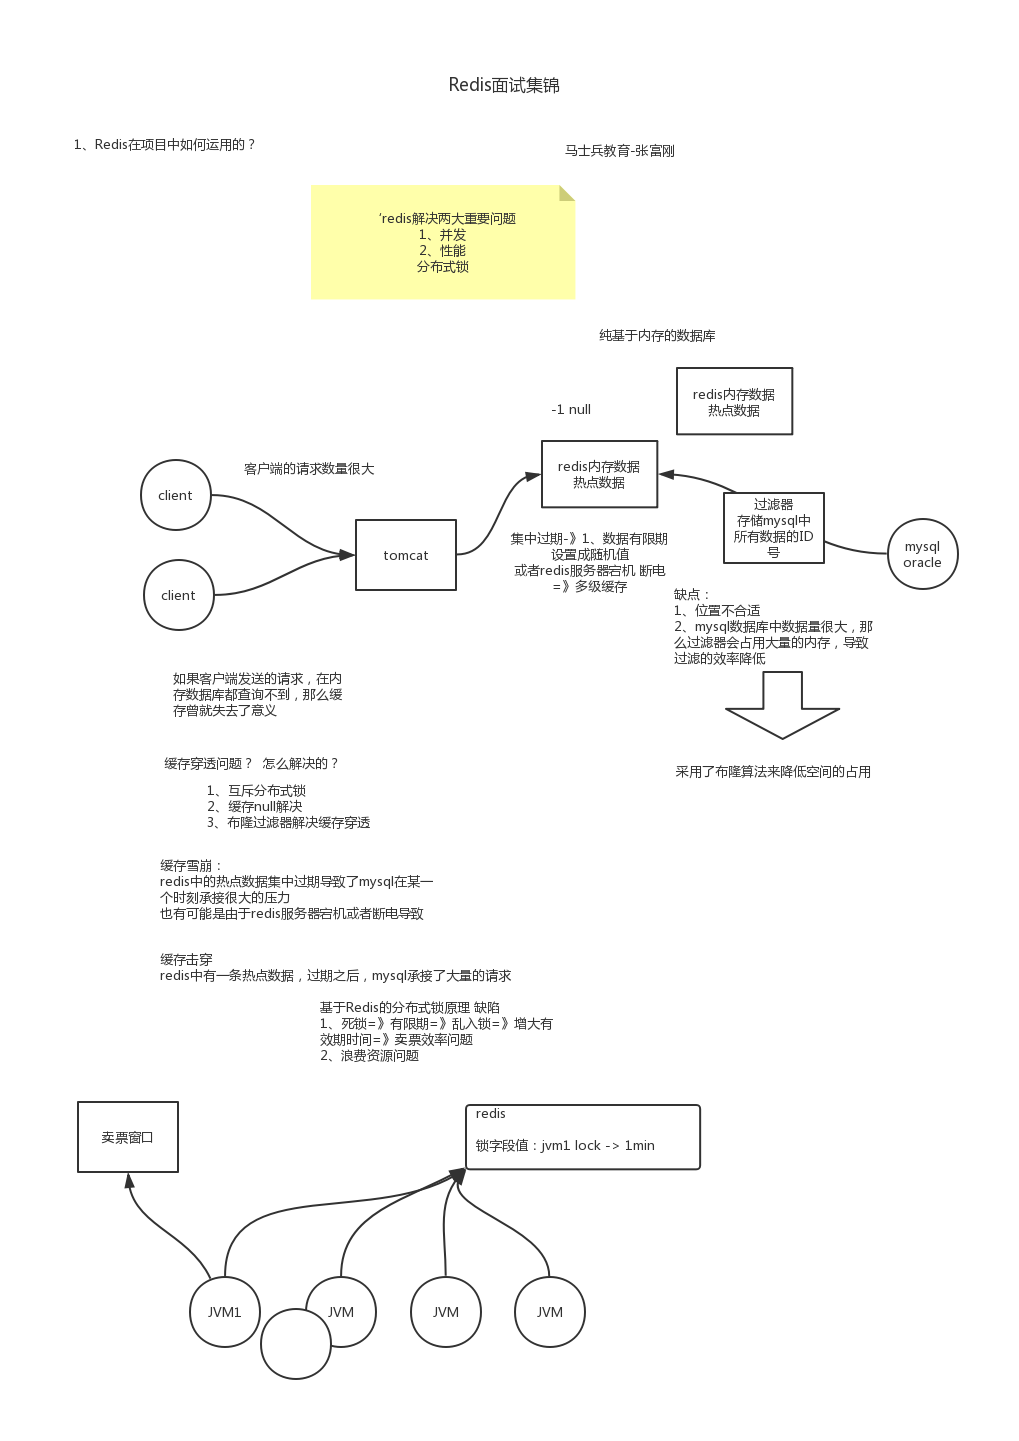 Redis面试集锦
1、Redis在项目中如何运用的？
马士兵教育-张富刚
‘redis解决两大重要问题
1、并发
2、性能
分布式锁
纯基于内存的数据库
redis内存数据
热点数据
-1 null
redis内存数据
热点数据
客户端的请求数量很大
client
tomcat
client
过滤器
存储mysql中
所有数据的ID
号
mysql
oracle
集中过期-》1、数据有限期
设置成随机值
或者redis服务器宕机 断电
=》多级缓存
缺点：
1、位置不合适
2、mysql数据库中数据量很大，那
么过滤器会占用大量的内存，导致
过滤的效率降低
如果客户端发送的请求，在内
存数据库都查询不到，那么缓
存曾就失去了意义
采用了布隆算法来降低空间的占用
缓存穿透问题？ 怎么解决的？
1、互斥分布式锁
2、缓存null解决
3、布隆过滤器解决缓存穿透
缓存雪崩：
redis中的热点数据集中过期导致了mysql在某一
个时刻承接很大的压力
也有可能是由于redis服务器宕机或者断电导致
缓存击穿
redis中有一条热点数据，过期之后，mysql承接了大量的请求
基于Redis的分布式锁原理 缺陷
1、死锁=》有限期=》乱入锁=》增大有
效期时间=》卖票效率问题
2、浪费资源问题
卖票窗口
redis
锁字段值：jvm1 lock -> 1min
JVM1
JVM
JVM
JVM